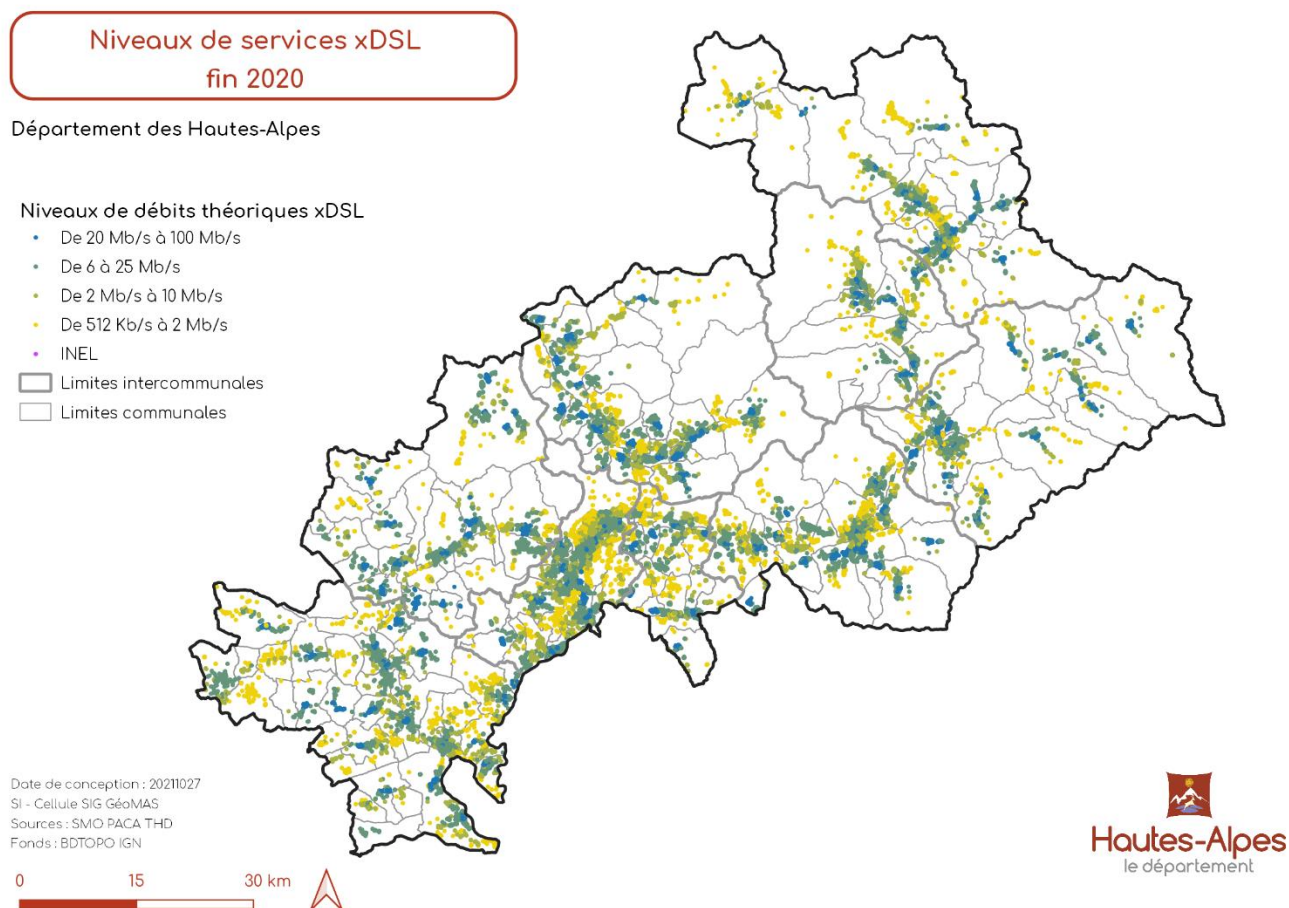 Niveaux de services xDSL
fin 2020
Département des Hautes-Alpes
Niveaux de débits théoriques xDSL
De 20 Mb/s à 100 Mb/s
De 6 à 25 Mb/s
De 2 Mb/s à 10 Mb/s
De 512 Kb/s à 2 Mb/s
INEL
Limites intercommunales
Limites communales
Date de conception : 20211027
SI - Cellule SIG GéoMAS
Sources : SMO PACA THD
Fonds : BDTOPO IGN
0 15 30 km
Hautes-Alpes
le département